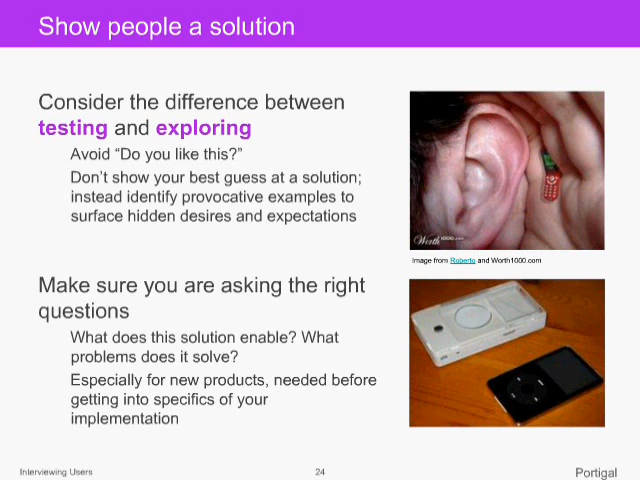 Show people a solution
Consider the difference between
testing and exploring
Avoid “Do you like this?”
Don’t show your best guess at a solution;
instead identify provocative examples to
surface hidden desires and expectations
Worth1000.com
Image from Roberto and Worth1000.com
Make sure you are asking the right
questions
What does this solution enable? What
problems does it solve?
Especially for new products, needed before
getting into specifics of your
implementation
Interviewing Users
24
Portigal